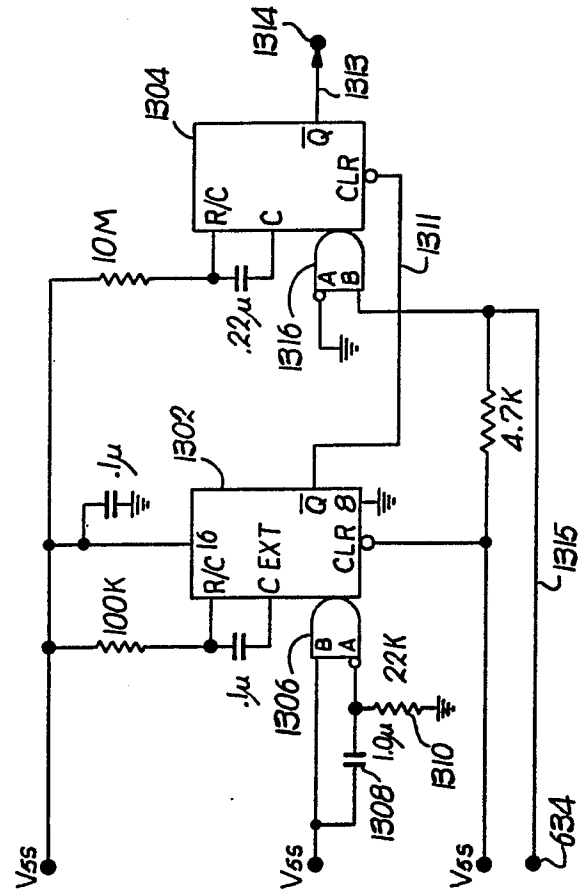 10M
1304
1314
.1μ
1302
100K
R/C
16
R/C
C
Q
1313
.22μ
C EXT
.1μ
1316
A
B
CLR
1306
B
A
Q
8
CLR
1311
Vss
Vss
1308
1.0μ
22K
1310
4.7K
Vss
634
1315